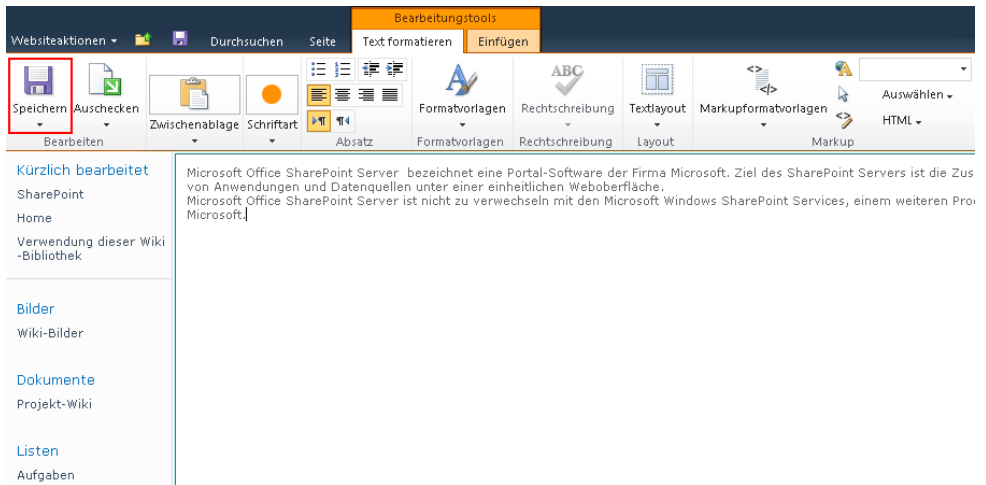 Bearbeitungstools
Websiteaktionen Durchsuchen Seite Text formatieren Einfügen
ABC
Speichern Auschecken Zwischenablage Schriftart Formatvorlagen Rechtschreibung Textlayout Markupformatvorlagen Auswählen
HTML
Bearbeiten Absatz Formatvorlagen Rechtschreibung Layout Markup
Kürzlich bearbeitet
SharePoint
Home
Verwendung dieser Wiki
-Bibliothek
Bilder
Wiki-Bilder
Dokumente
Projekt-Wiki
Listen
Aufgaben
Microsoft Office SharePoint Server bezeichnet eine Portal-Software der Firma Microsoft. Ziel des SharePoint Servers ist die Zus
von Anwendungen und Datenquellen unter einer einheitlichen Weboberfläche.
Microsoft Office SharePoint Server ist nicht zu verwechseln mit den Microsoft Windows SharePoint Services, einem weiteren Pro
Microsoft.